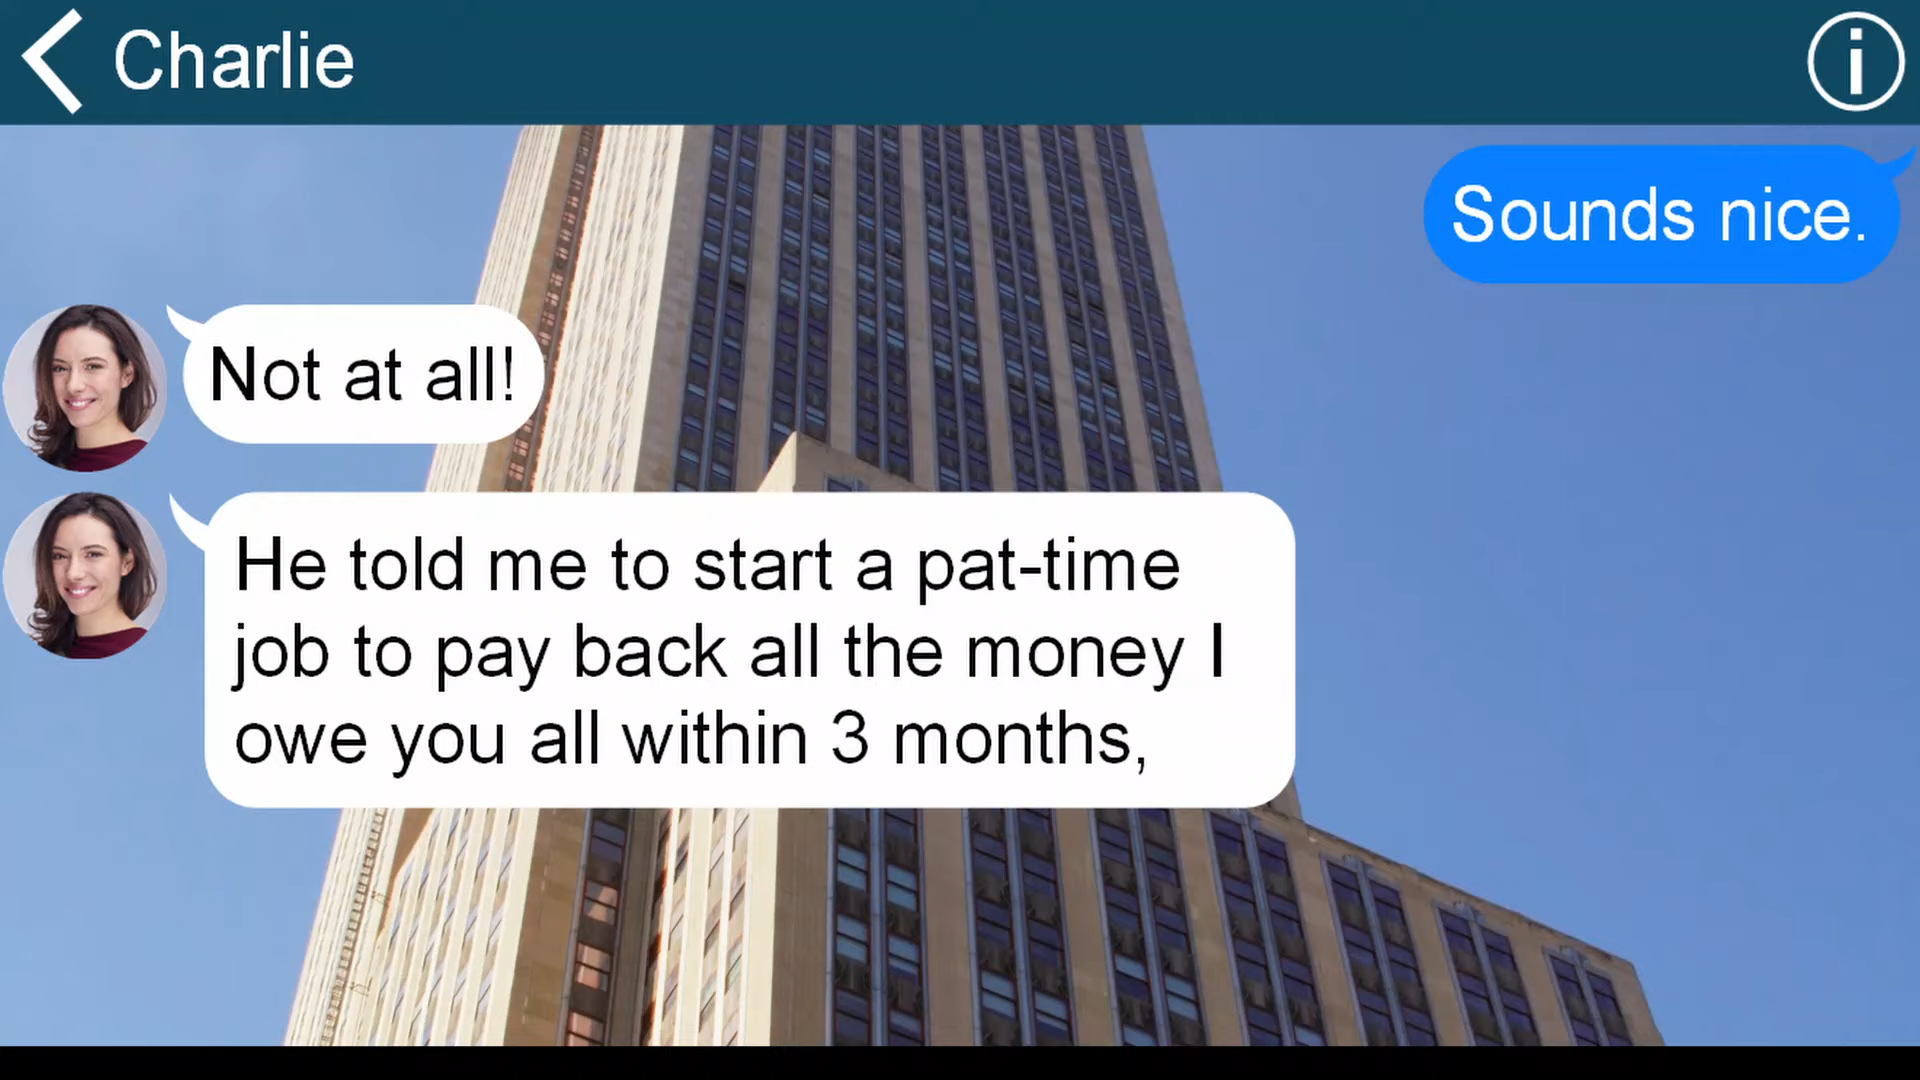 Charlie
Sounds nice.
Not at all!
He told me to start a pat-time
job to pay back all the money I
owe you all within 3 months,